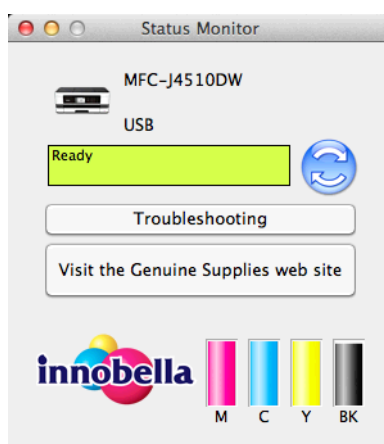 Status Monitor
MFC-J4510DW
USB
Ready
Troubleshooting
Visit the Genuine Supplies web site
innobella
M C Y BK